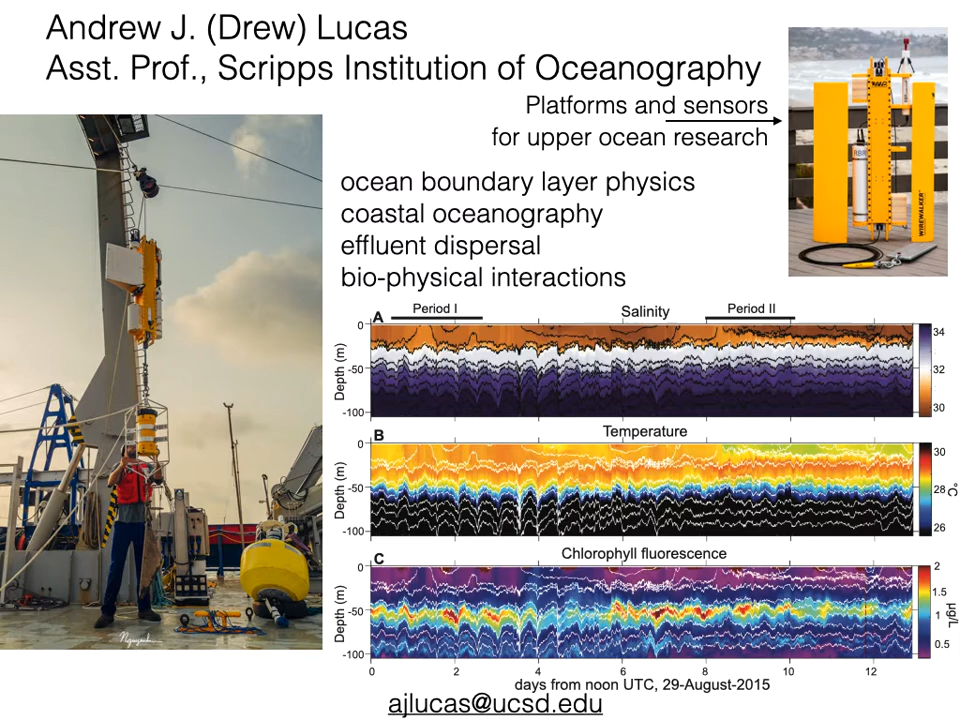 Andrew J. (Drew) Lucas
Asst. Prof., Scripps Institution of Oceanography
Platforms and sensors
for upper ocean research
RBR
WIREWALKER
ocean boundary layer physics
coastal oceanography
effluent dispersal
bio-physical interactions
Period I
Salinity
Period II
A
Depth (m)
0
-50
-100
34
32
30
B
Temperature
Depth (m)
0
-50
-100
30
28
26
°C
C
Chlorophyll fluorescence
Depth (m)
0
-50
-100
2
1.5
1
0.5
µg/L
0 2 4 6 8 10 12
days from noon UTC, 29-August-2015
ajlucas@ucsd.edu